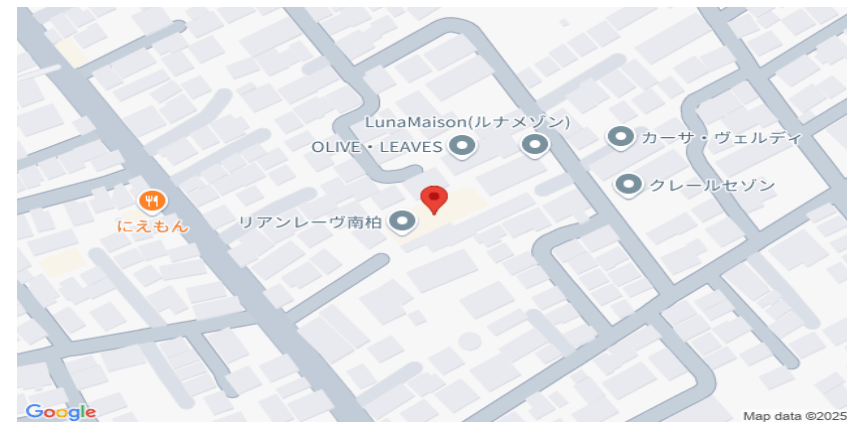 LunaMaison(ルナメゾン)
OLIVE・LEAVES
カーサ・ヴェルディ
クレールセゾン
にえもん
リアンレーヴ南柏
Google
Map data ©2025